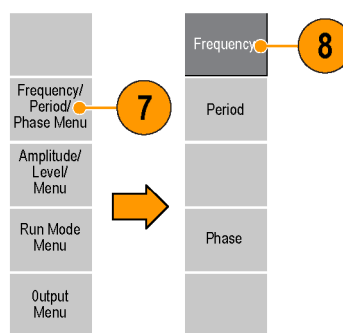 Frequency/
Period/
Phase Menu
7
Amplitude/
Level/
Menu
Run Mode
Menu
Output
Menu
Frequency
8
Period
Phase